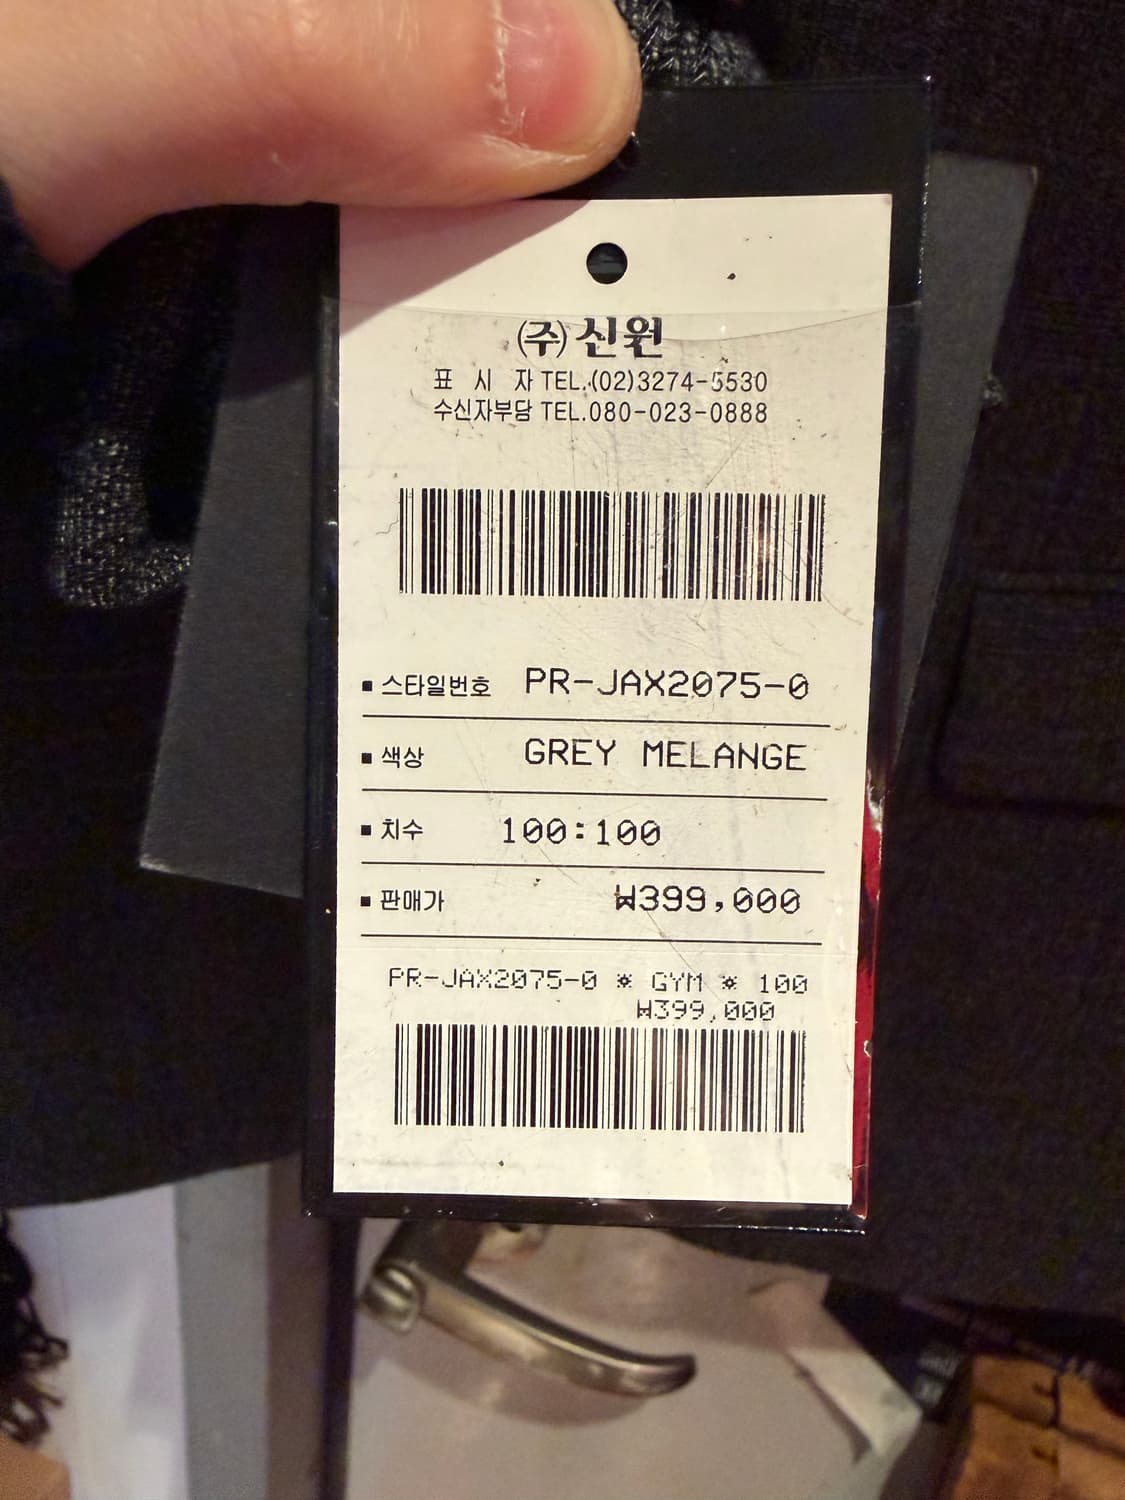 (주)신원
표 시 자 TEL.(02)3274-5530
수신자부담 TEL.080-023-0888
▪ 스타일번호 PR-JAX2075-0
▪ 색상 GREY MELANGE
▪ 치수 100:100
▪ 판매가 ₩399,000
PR-JAX2075-0 * GYM * 100
₩399,000